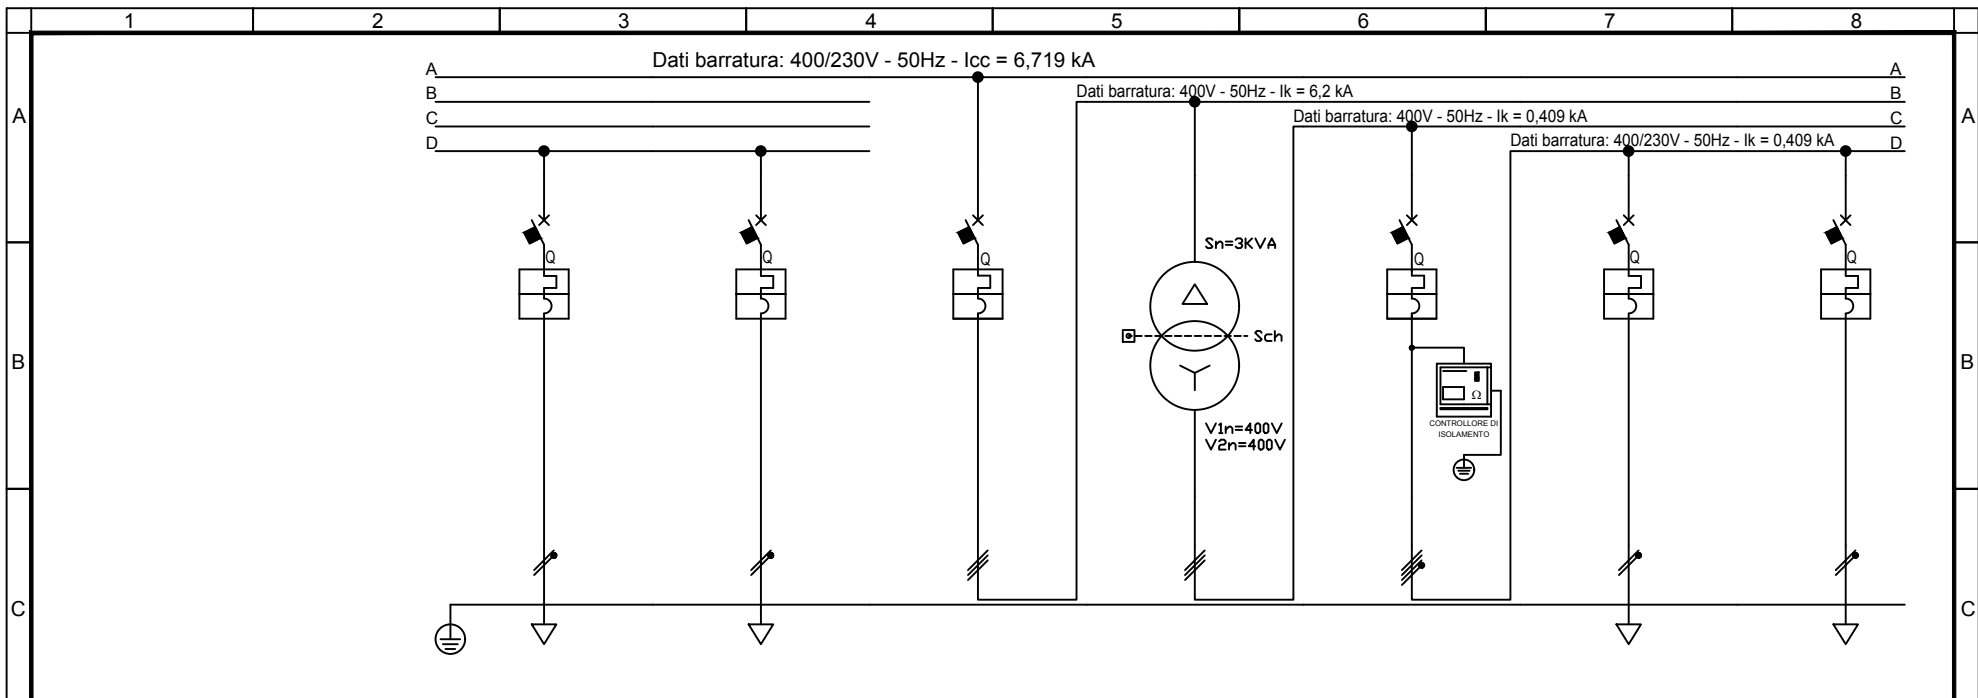 1 2 3 4 5 6 7 8
Dati barratura: 400/230V - 50Hz - Icc = 6,719 kA
A A
Dati barratura: 400V - 50Hz - Ik = 6,2 kA
B B
Dati barratura: 400V - 50Hz - Ik = 0,409 kA
A C C A
Dati barratura: 400/230V - 50Hz - Ik = 0,409 kA
D D
Sn=3KVA
Q Q Q Q Q Q
Sch
B B
Ω
CONTROLLORE DI
ISOLAMENTO
V1n=400V
V2n=400V
C C